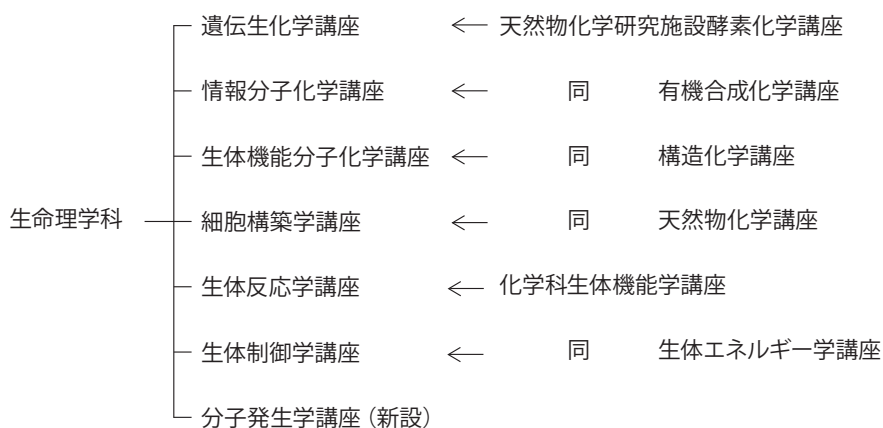 遺伝生化学講座 ← 天然物化学研究施設酵素化学講座
情報分子化学講座 ← 同 有機合成化学講座
生体機能分子化学講座 ← 同 構造化学講座
生命理学科 細胞構築学講座 ← 同 天然物化学講座
生体反応学講座 ← 化学科生体機能学講座
生体制御学講座 ← 同 生体エネルギー学講座
分子発生学講座（新設）